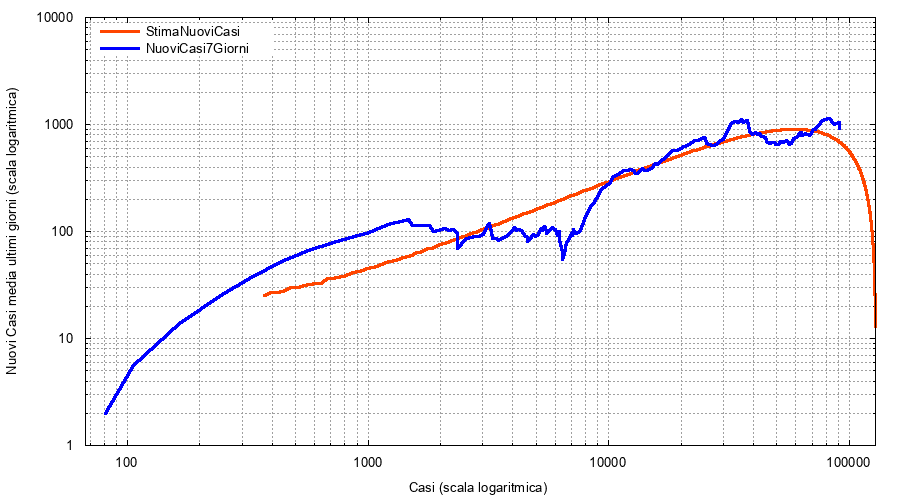 10000
1000
100
10
1
StimaNuoviCasi
NuoviCasi7Giorni
Nuovi Casi media ultimi giorni (scala logaritmica)
100
1000
10000
100000
Casi (scala logaritmica)